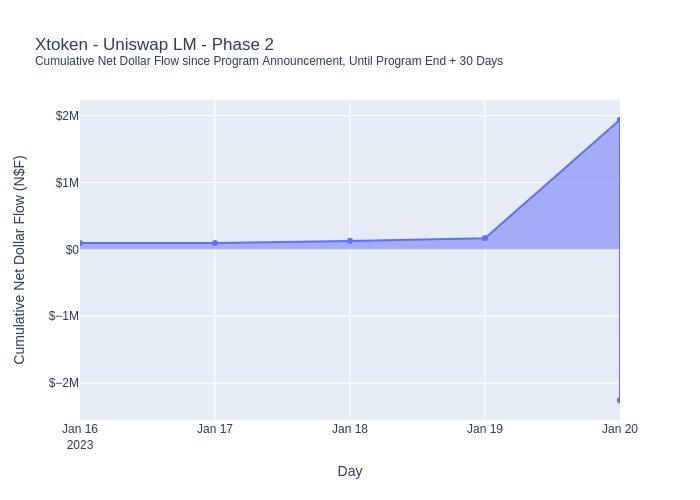 Xtoken - Uniswap LM - Phase 2
Cumulative Net Dollar Flow since Program Announcement, Until Program End + 30 Days
Cumulative Net Dollar Flow (N$F)
$2M
$1M
$0
$−1M
$−2M
Jan 16
2023
Jan 17
Jan 18
Jan 19
Jan 20
Day